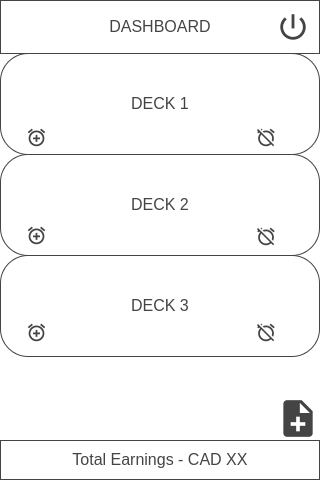 DASHBOARD
DECK 1
DECK 2
DECK 3
Total Earnings - CAD XX